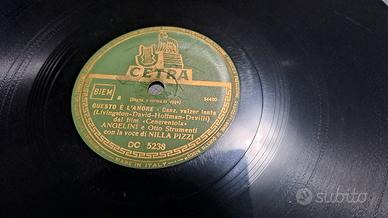 CETRA
BIEM
QUESTO È L'AMORE - Canz. valzer lento
(Livingston-David-Hoffman-Devilli)
dal film «Cenerentola»
ANGELINI e Otto Strumenti
con la voce di NILLA PIZZI
DC 5238
MADE IN ITALY
subito